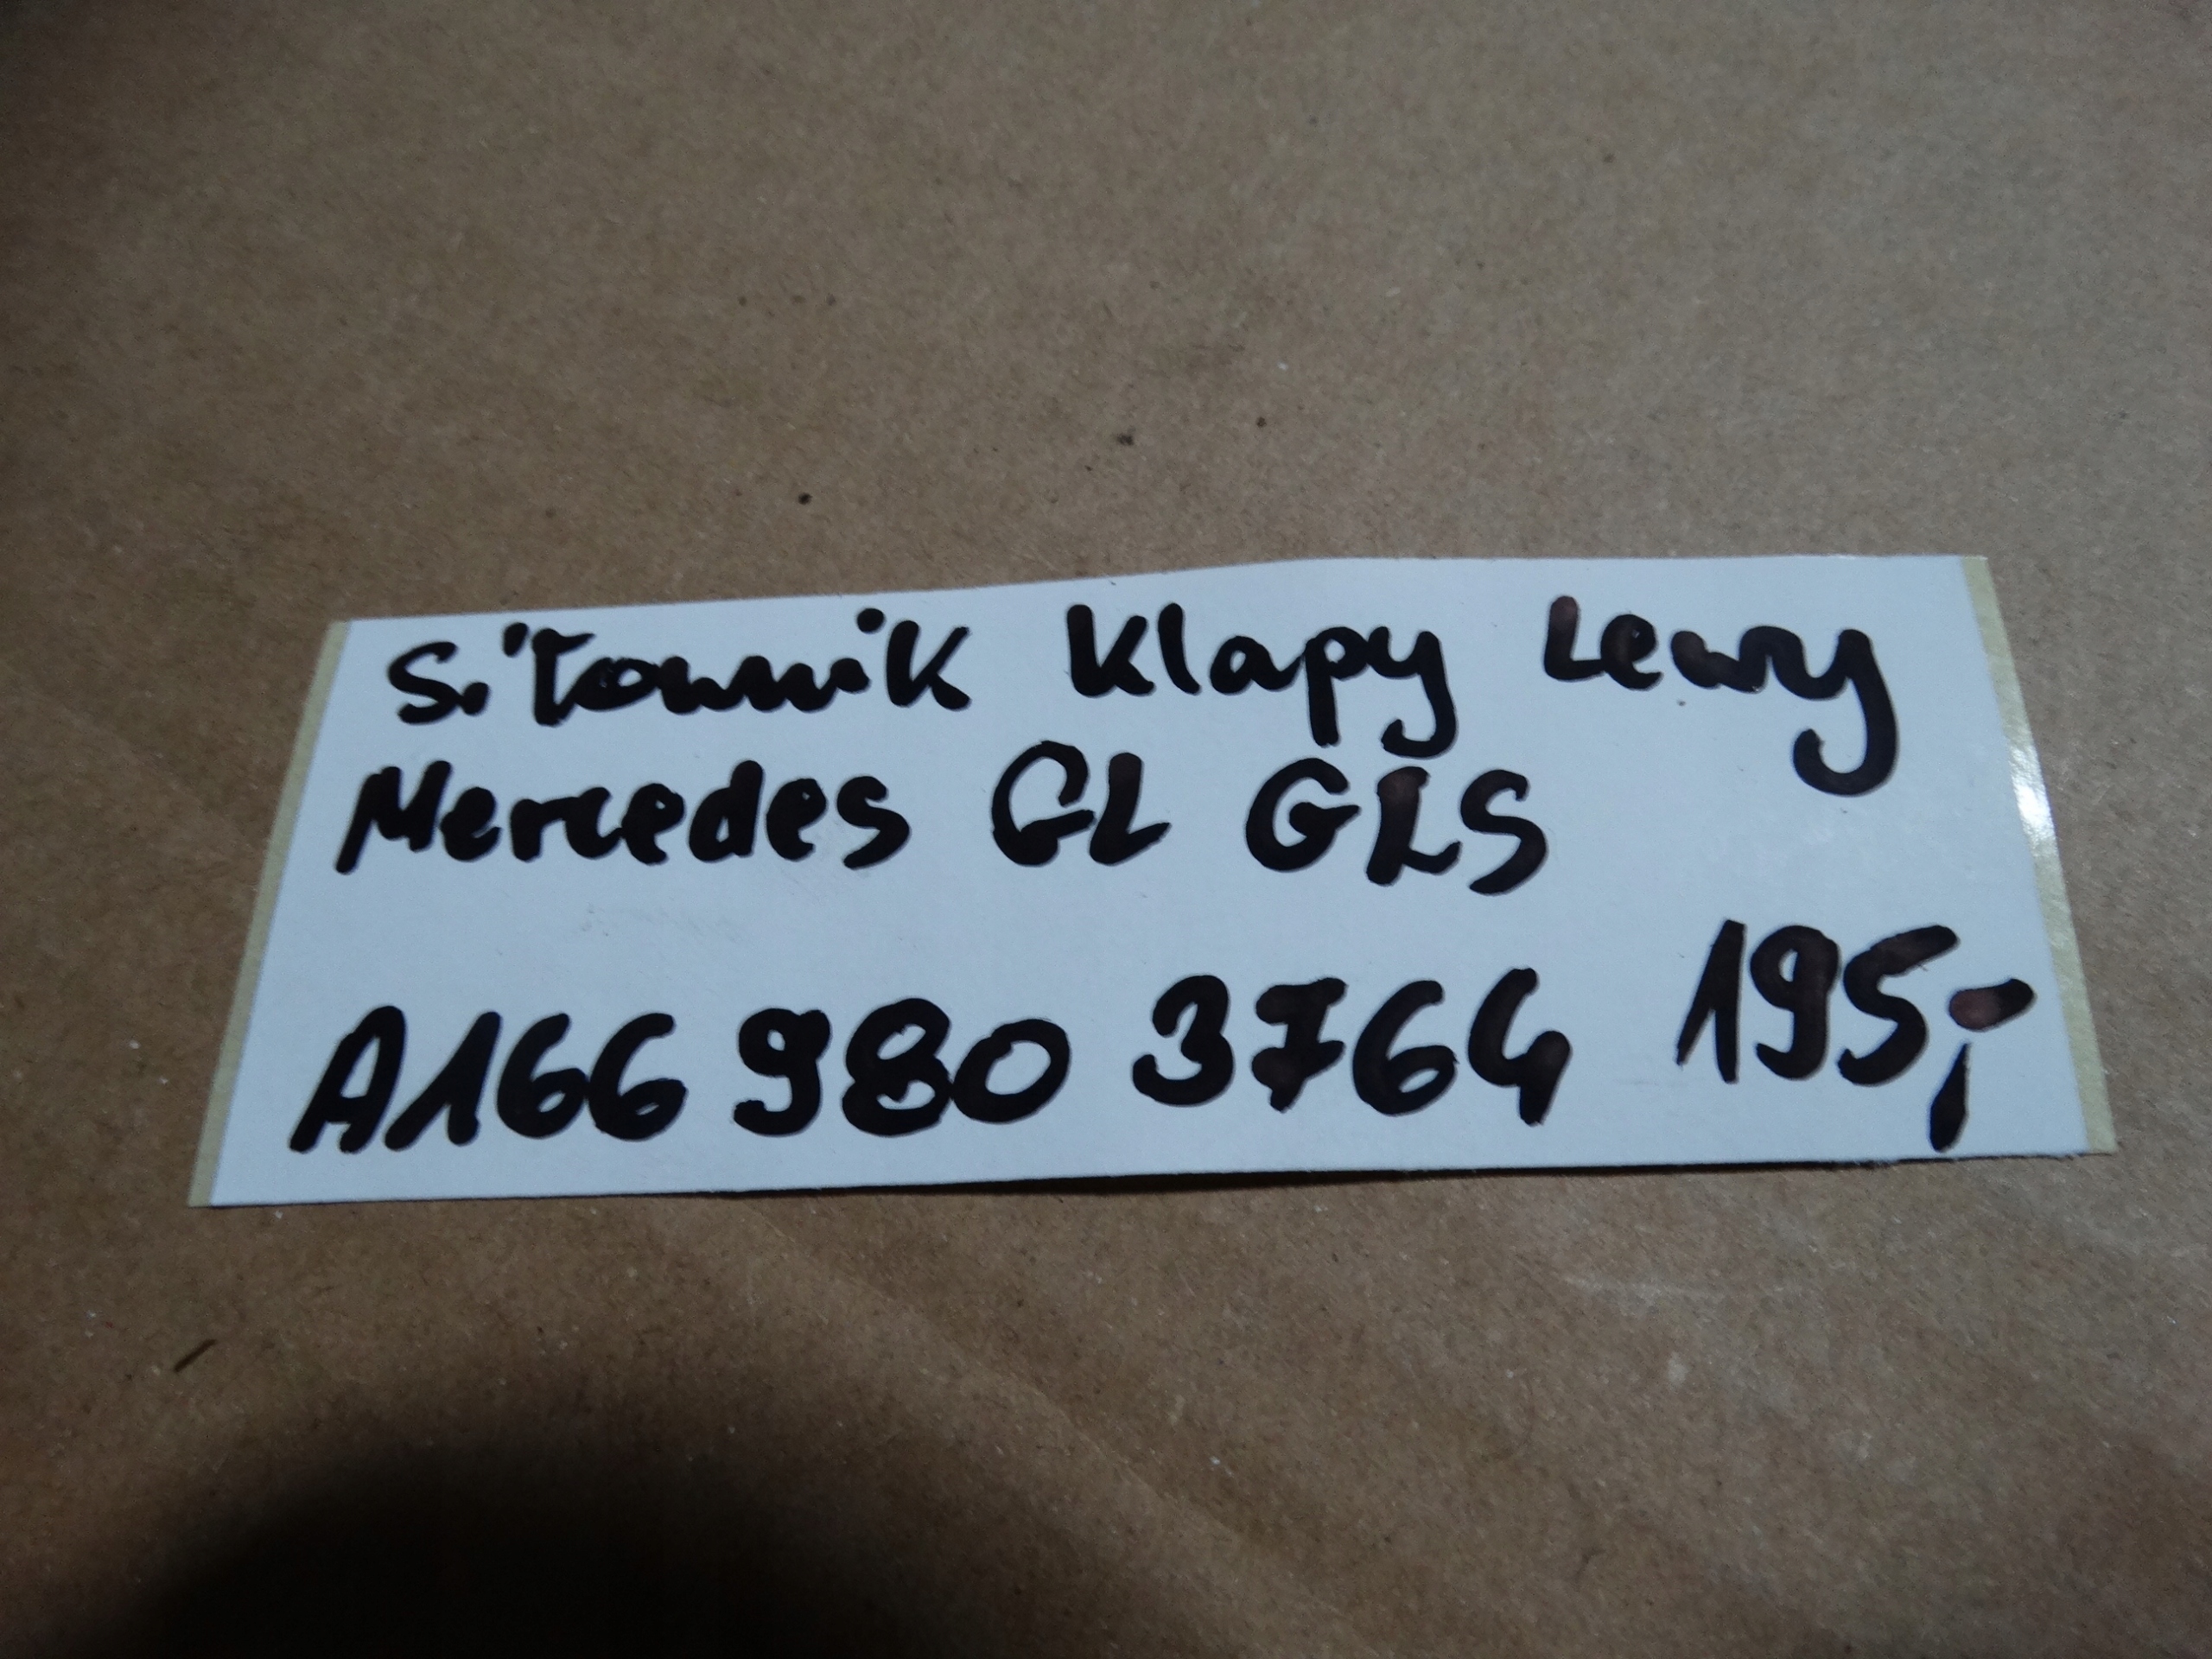 Siłownik Klapy Lewy
Mercedes GL GLS
A166 980 3764 195,-